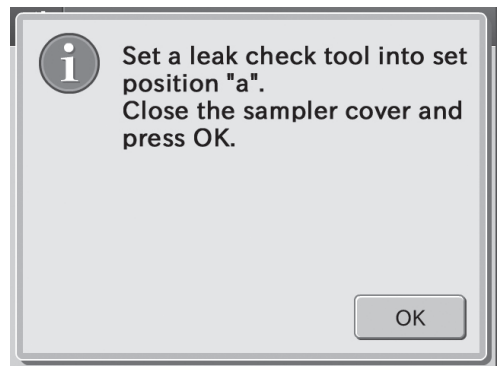 Set a leak check tool into set
position "a".
Close the sampler cover and
press OK.
OK